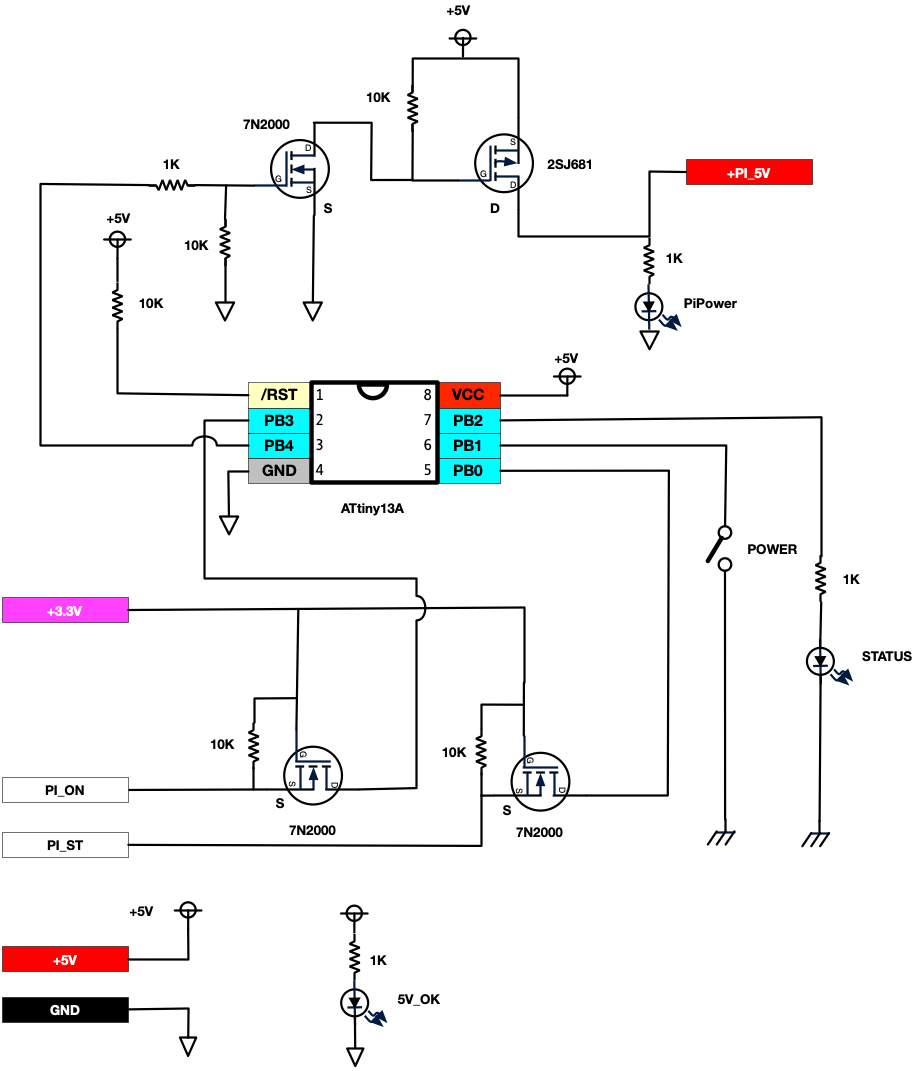 +5V
10K
7N2000
D
G
S
S
1K
10K
S
G
D
2SJ681
D
+PI_5V
1K
PiPower
+5V
10K
+5V
/RST 1 8 VCC
PB3 2 7 PB2
PB4 3 6 PB1
GND 4 5 PB0
ATtiny13A
POWER
1K
STATUS
+3.3V
10K
G
S
D
S
7N2000
10K
G
S
D
S
7N2000
PI_ON
PI_ST
+5V
+5V
GND
1K
5V_OK